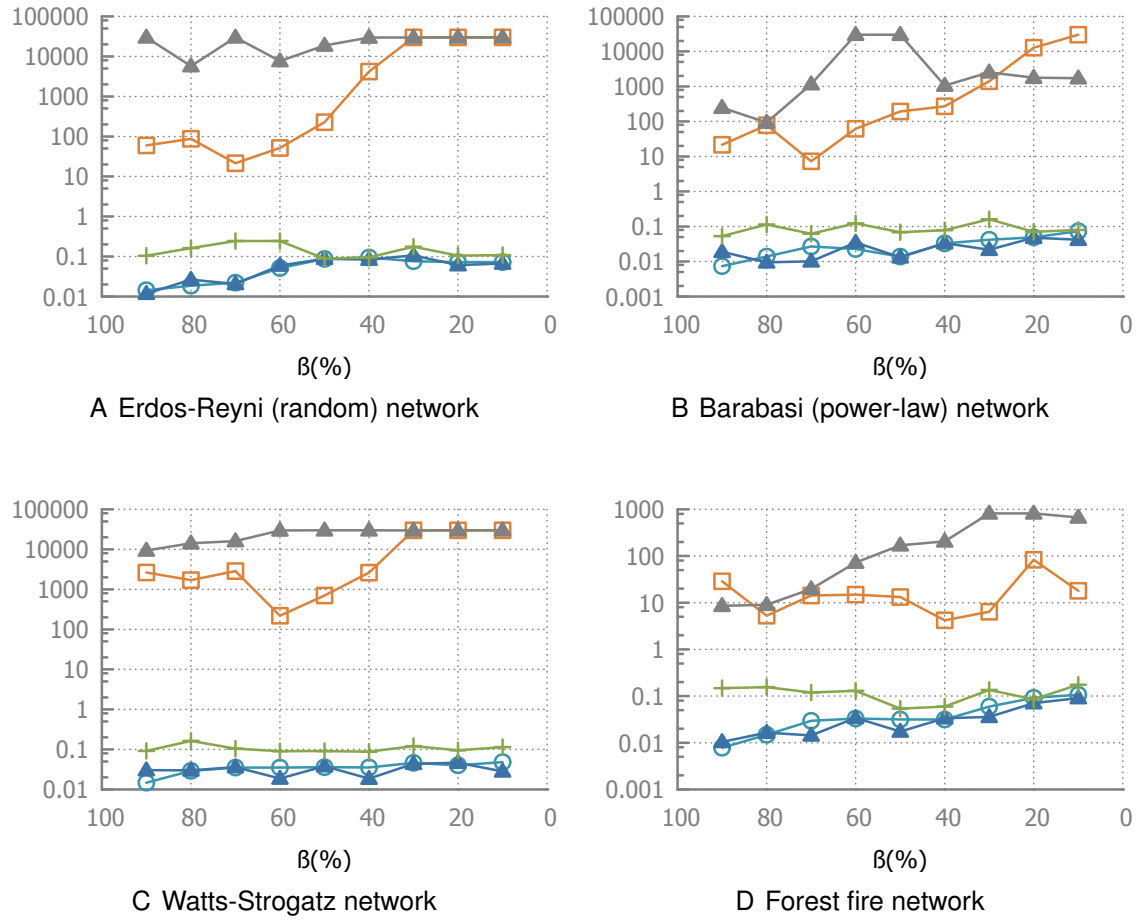 100000
10000
1000
100
10
1
0.1
0.01
100 80 60 40 20 0
ß(%)
A Erdos-Reyni (random) network
100000
10000
1000
100
10
1
0.1
0.01
0.001
100 80 60 40 20 0
ß(%)
B Barabasi (power-law) network
100000
10000
1000
100
10
1
0.1
0.01
100 80 60 40 20 0
ß(%)
C Watts-Strogatz network
1000
100
10
1
0.1
0.01
0.001
100 80 60 40 20 0
ß(%)
D Forest fire network